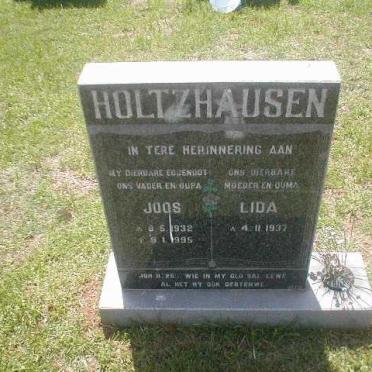 HOLTZHAUSEN
IN TERE HERINNERING AAN
MY DIERBARE EGGENOOT ONS DIERBARE
ONS VADER EN OUPA MOEDER EN OUMA
JOOS LIDA
6.1932 4.11.1937
9.1.1995
JOH 11:25 WIE IN MY GLO SAL LEWE
AL HET HY OOK GESTERWE